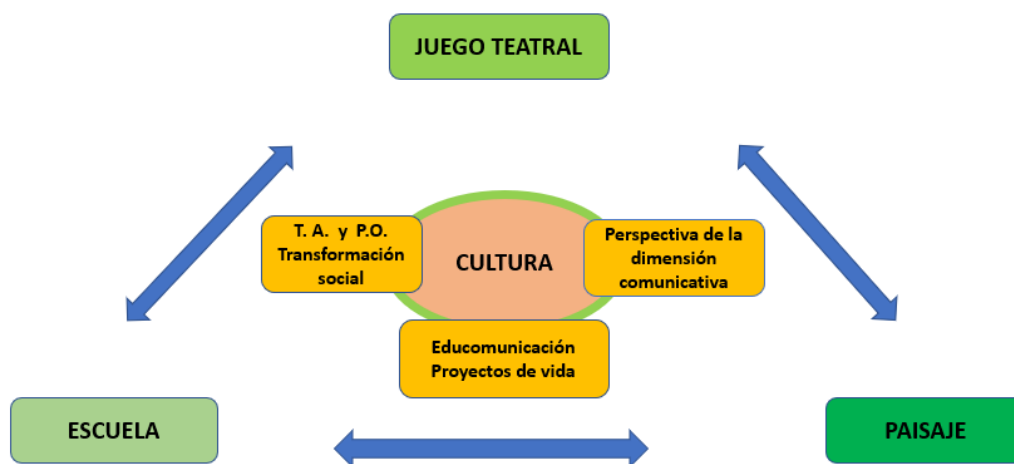 JUEGO TEATRAL
T. A. y P.O.
Transformación
social
CULTURA
Perspectiva de la
dimensión
comunicativa
Educomunicación
Proyectos de vida
ESCUELA
PAISAJE